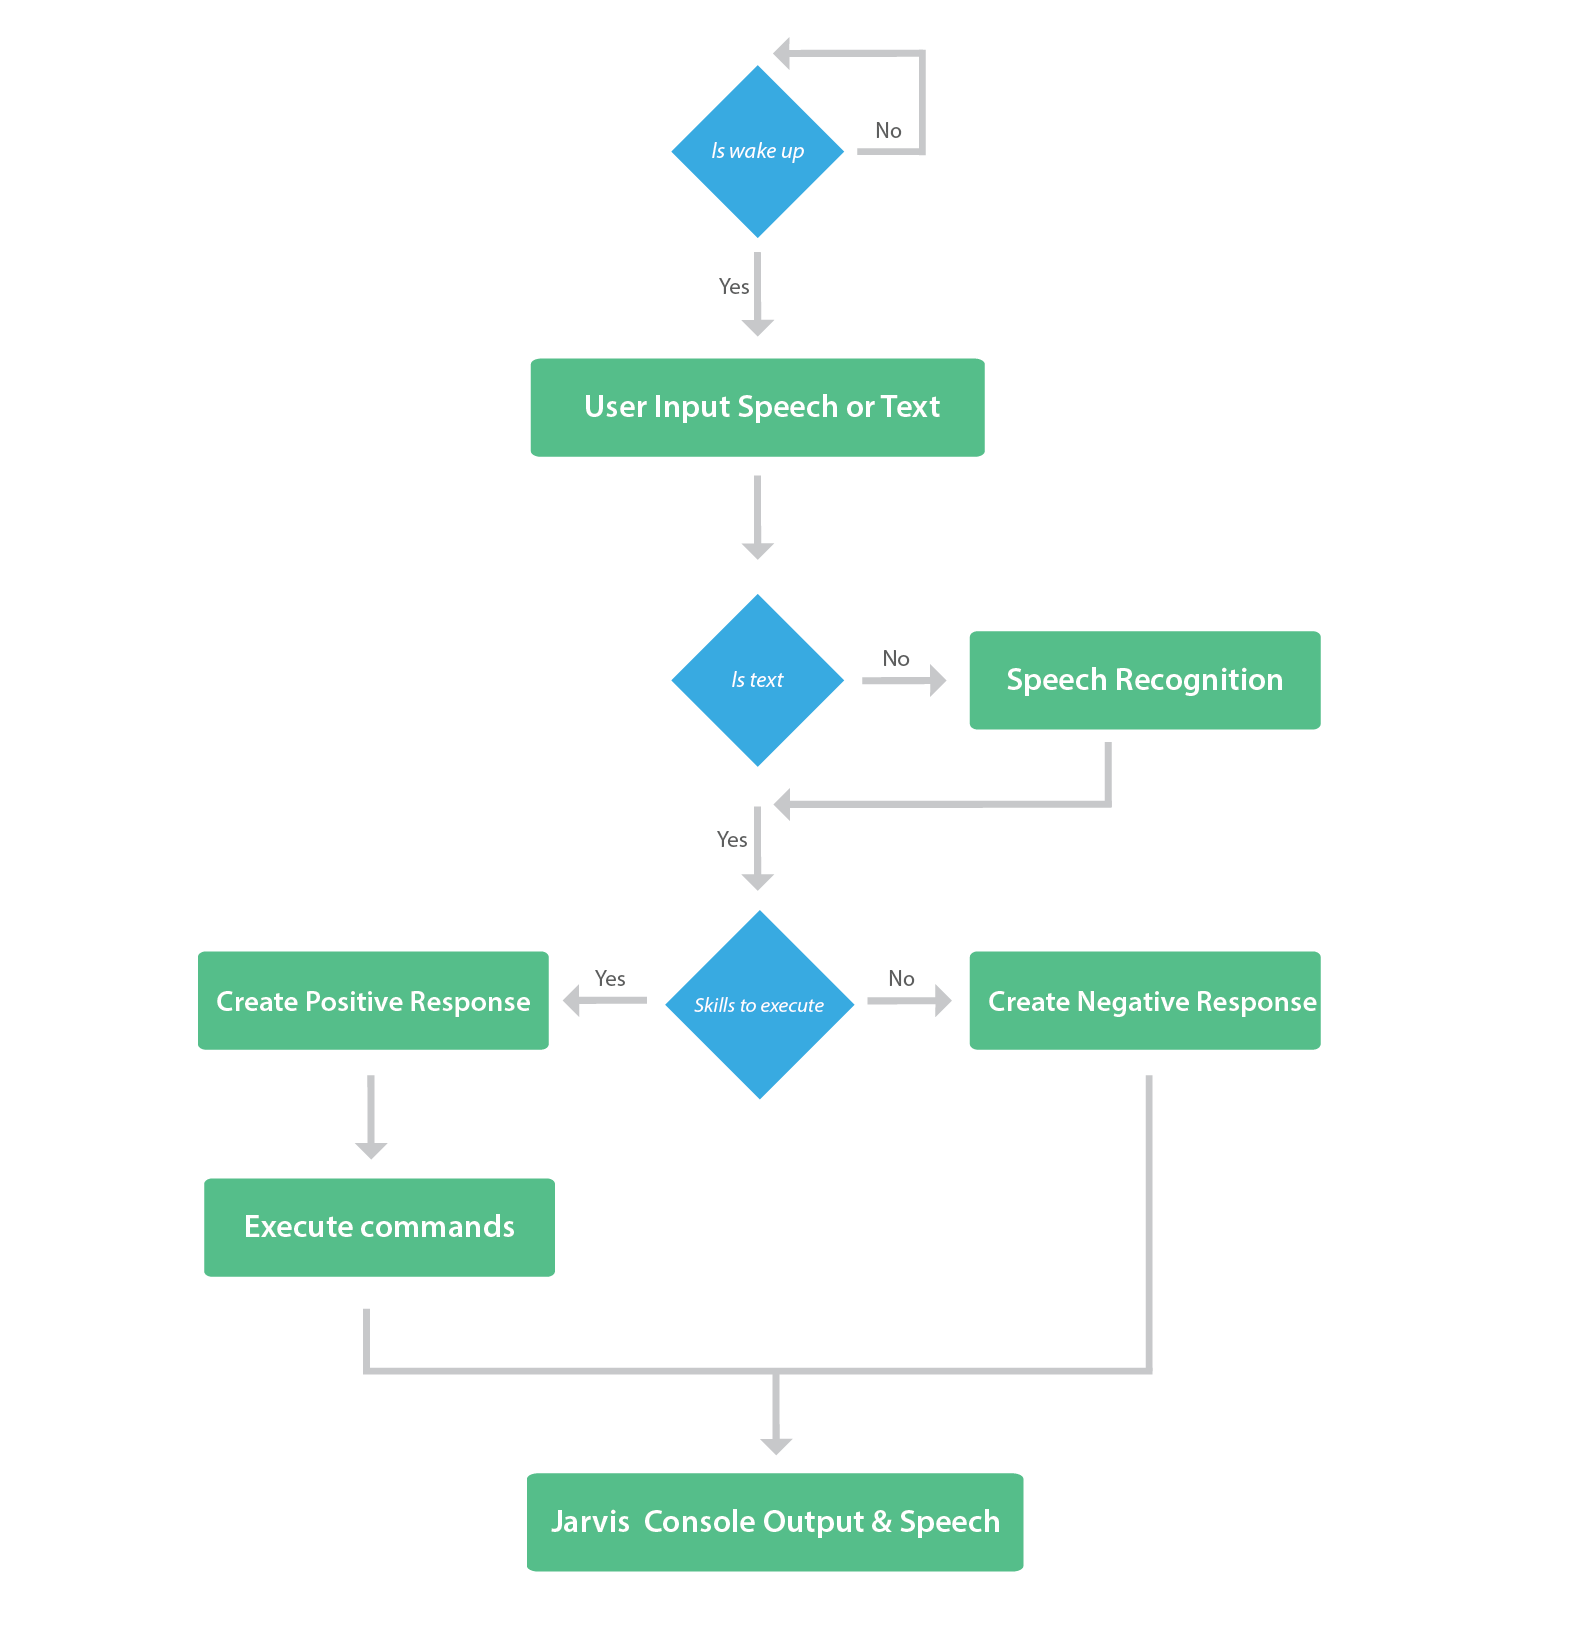 Is wake up
No
Yes
User Input Speech or Text
Is text
No
Speech Recognition
Yes
Create Positive Response
Yes
Skills to execute
No
Create Negative Response
Execute commands
Jarvis Console Output & Speech